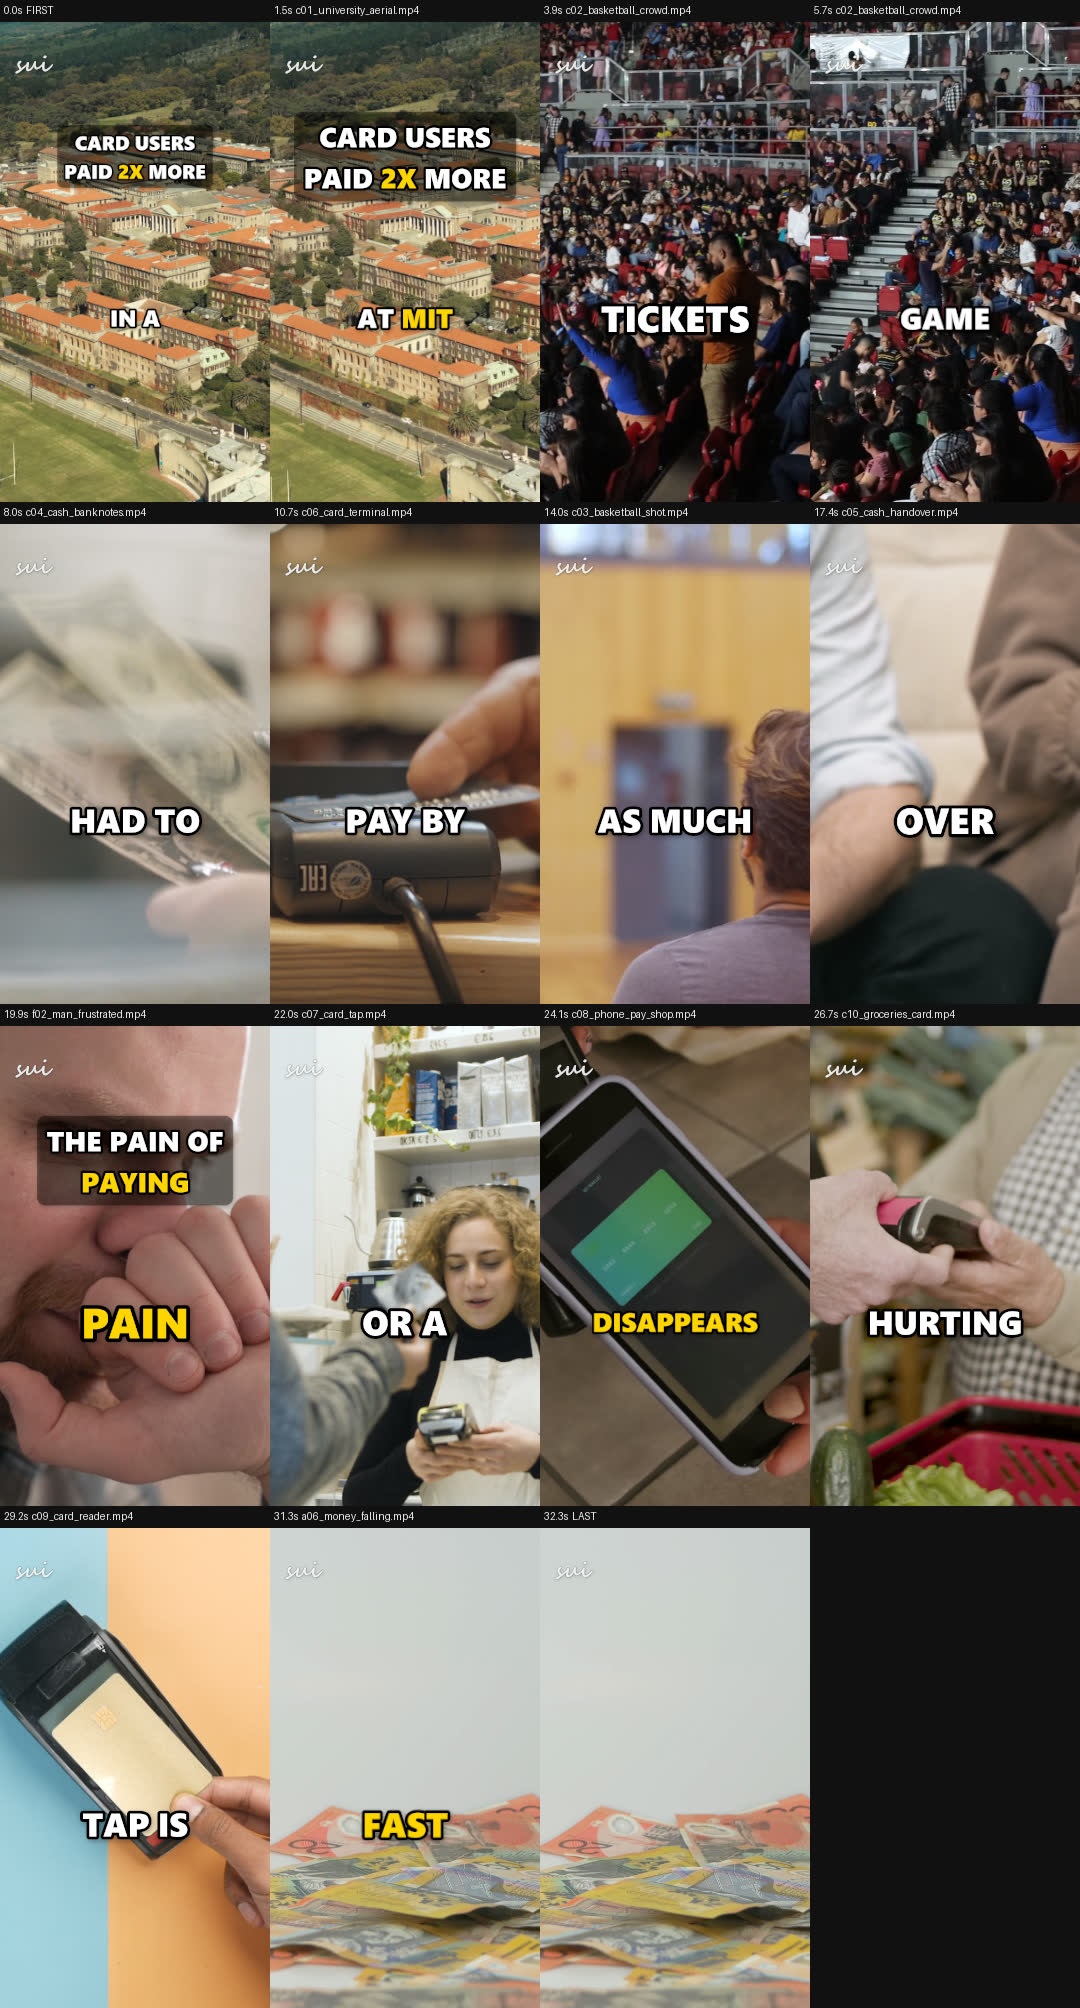 0.0s FIRST
1.5s c01_university_aerial.mp4
3.9s c02_basketball_crowd.mp4
5.7s c02_basketball_crowd.mp4
sui
CARD USERS
PAID 2X MORE
IN A
sui
CARD USERS
PAID 2X MORE
AT MIT
sui
TICKETS
sui
GAME
8.0s c04_cash_banknotes.mp4
10.7s c06_card_terminal.mp4
14.0s c03_basketball_shot.mp4
17.4s c05_cash_handover.mp4
sui
HAD TO
sui
PAY BY
sui
AS MUCH
sui
OVER
19.9s f02_man_frustrated.mp4
22.0s c07_card_tap.mp4
24.1s c08_phone_pay_shop.mp4
26.7s c10_groceries_card.mp4
sui
THE PAIN OF
PAYING
PAIN
sui
OR A
sui
DISAPPEARS
sui
HURTING
29.2s c09_card_reader.mp4
31.3s a06_money_falling.mp4
32.3s LAST
sui
TAP IS
sui
FAST
sui